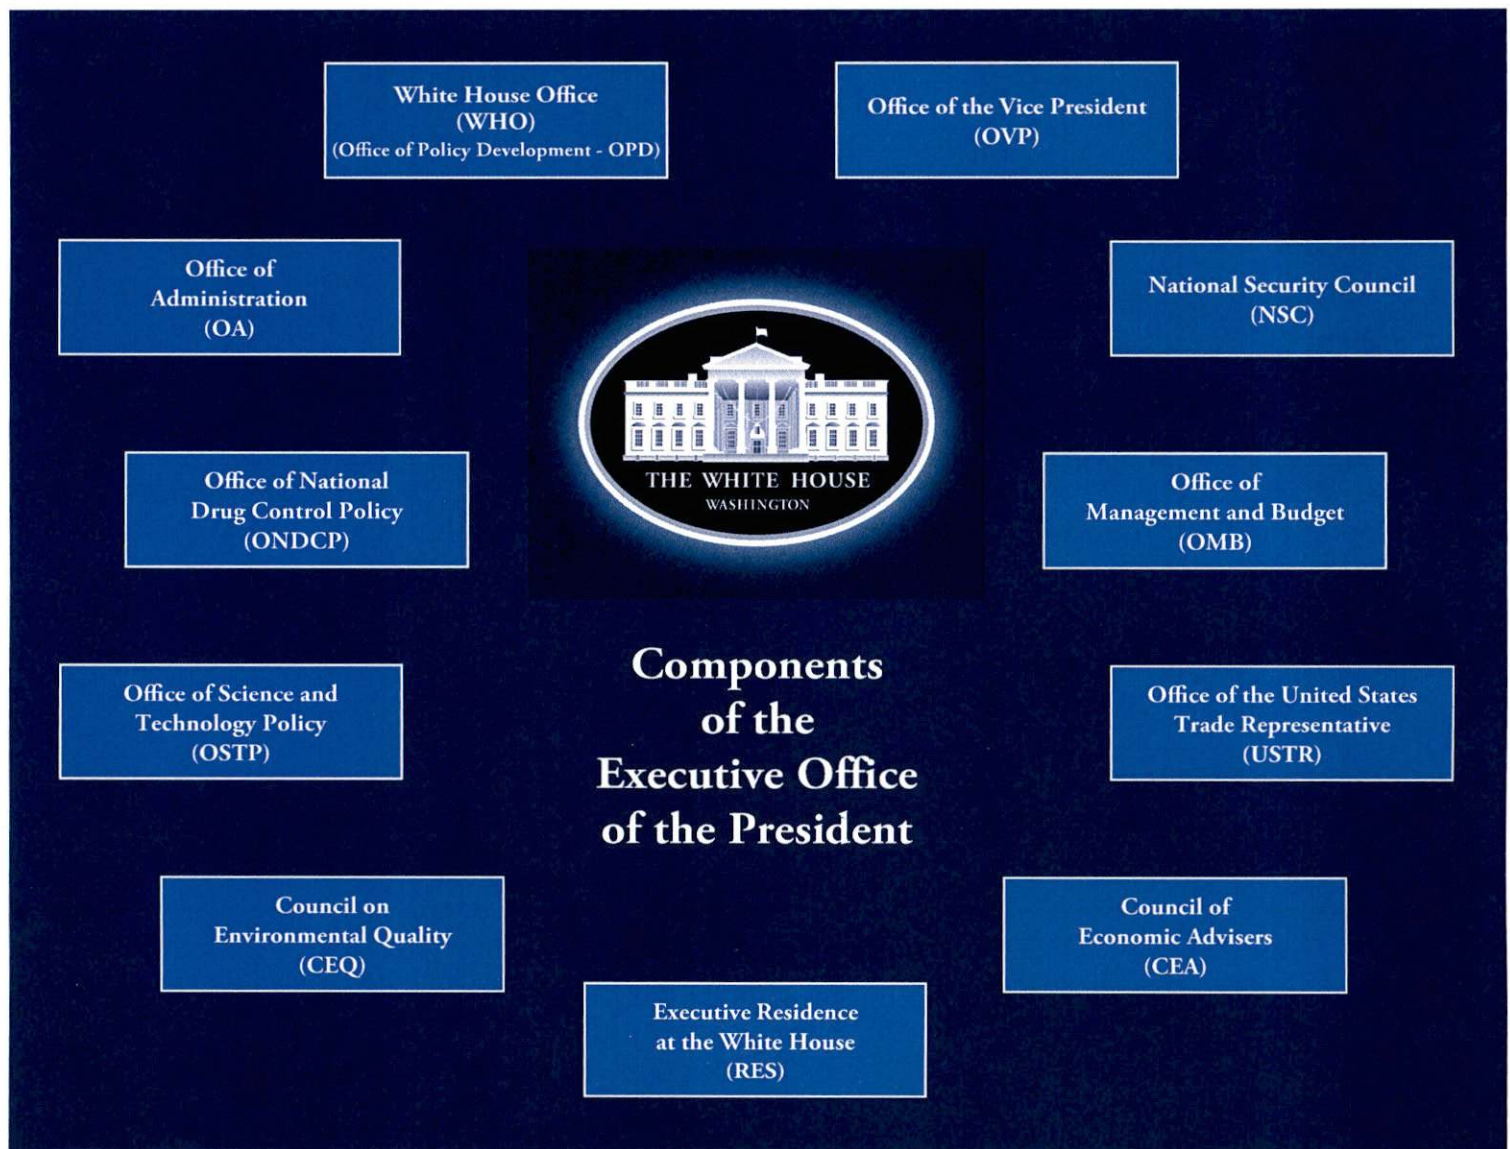 White House Office
(WHO)
(Office of Policy Development - OPD)
Office of the Vice President
(OVP)
Office of
Administration
(OA)
National Security Council
(NSC)
THE WHITE HOUSE
WASHINGTON
Office of National
Drug Control Policy
(ONDCP)
Office of
Management and Budget
(OMB)
Components
of the
Executive Office
of the President
Office of Science and
Technology Policy
(OSTP)
Office of the United States
Trade Representative
(USTR)
Council on
Environmental Quality
(CEQ)
Council of
Economic Advisers
(CEA)
Executive Residence
at the White House
(RES)